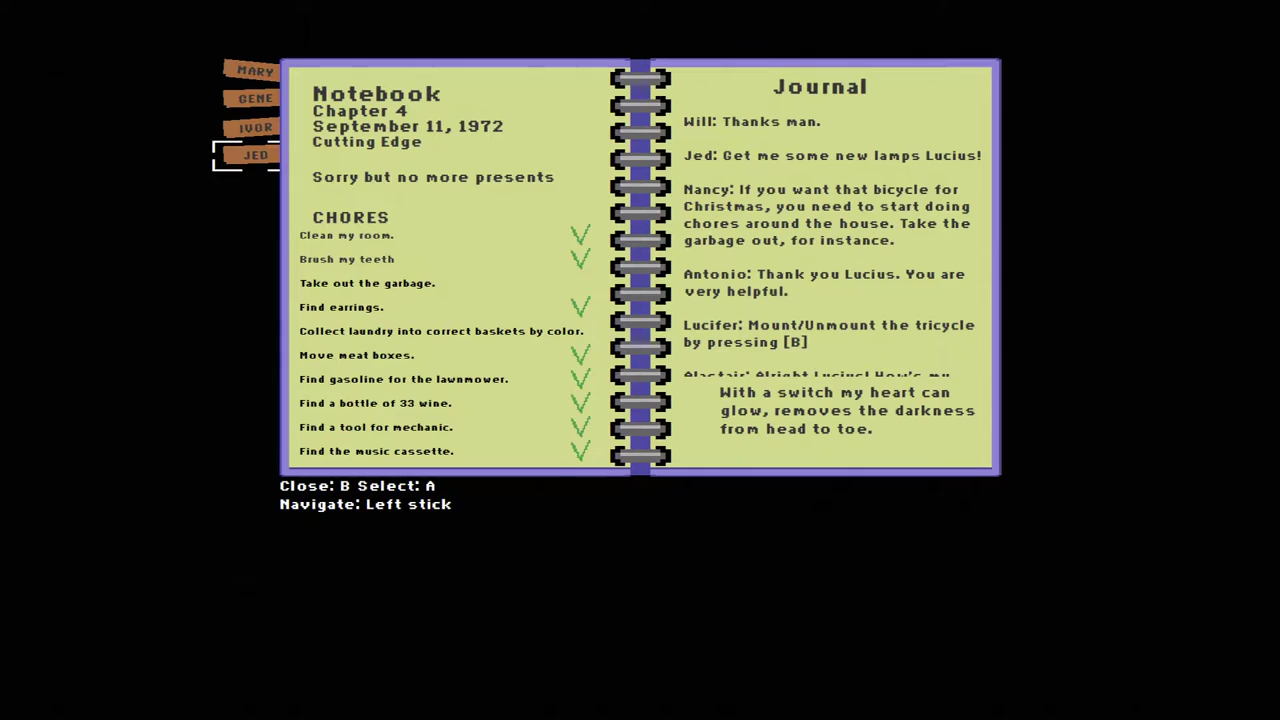 MARY
GENE
IVOR
JED
Notebook
Chapter 4
September 11, 1972
Cutting Edge
Sorry but no more presents
CHORES
Clean my room.
Brush my teeth
Take out the garbage.
Find earrings.
Collect laundry into correct baskets by color.
Move meat boxes.
Find gasoline for the lawnmower.
Find a bottle of 33 wine.
Find a tool for mechanic.
Find the music cassette.
Journal
Will: Thanks man.
Jed: Get me some new lamps Lucius!
Nancy: If you want that bicycle for
Christmas, you need to start doing
chores around the house. Take the
garbage out, for instance.
Antonio: Thank you Lucius. You are
very helpful.
Lucifer: Mount/Unmount the tricycle
by pressing [B]
Alastair: Alright Lucius! How's my
With a switch my heart can
glow, removes the darkness
from head to toe.
Close: B Select: A
Navigate: Left stick